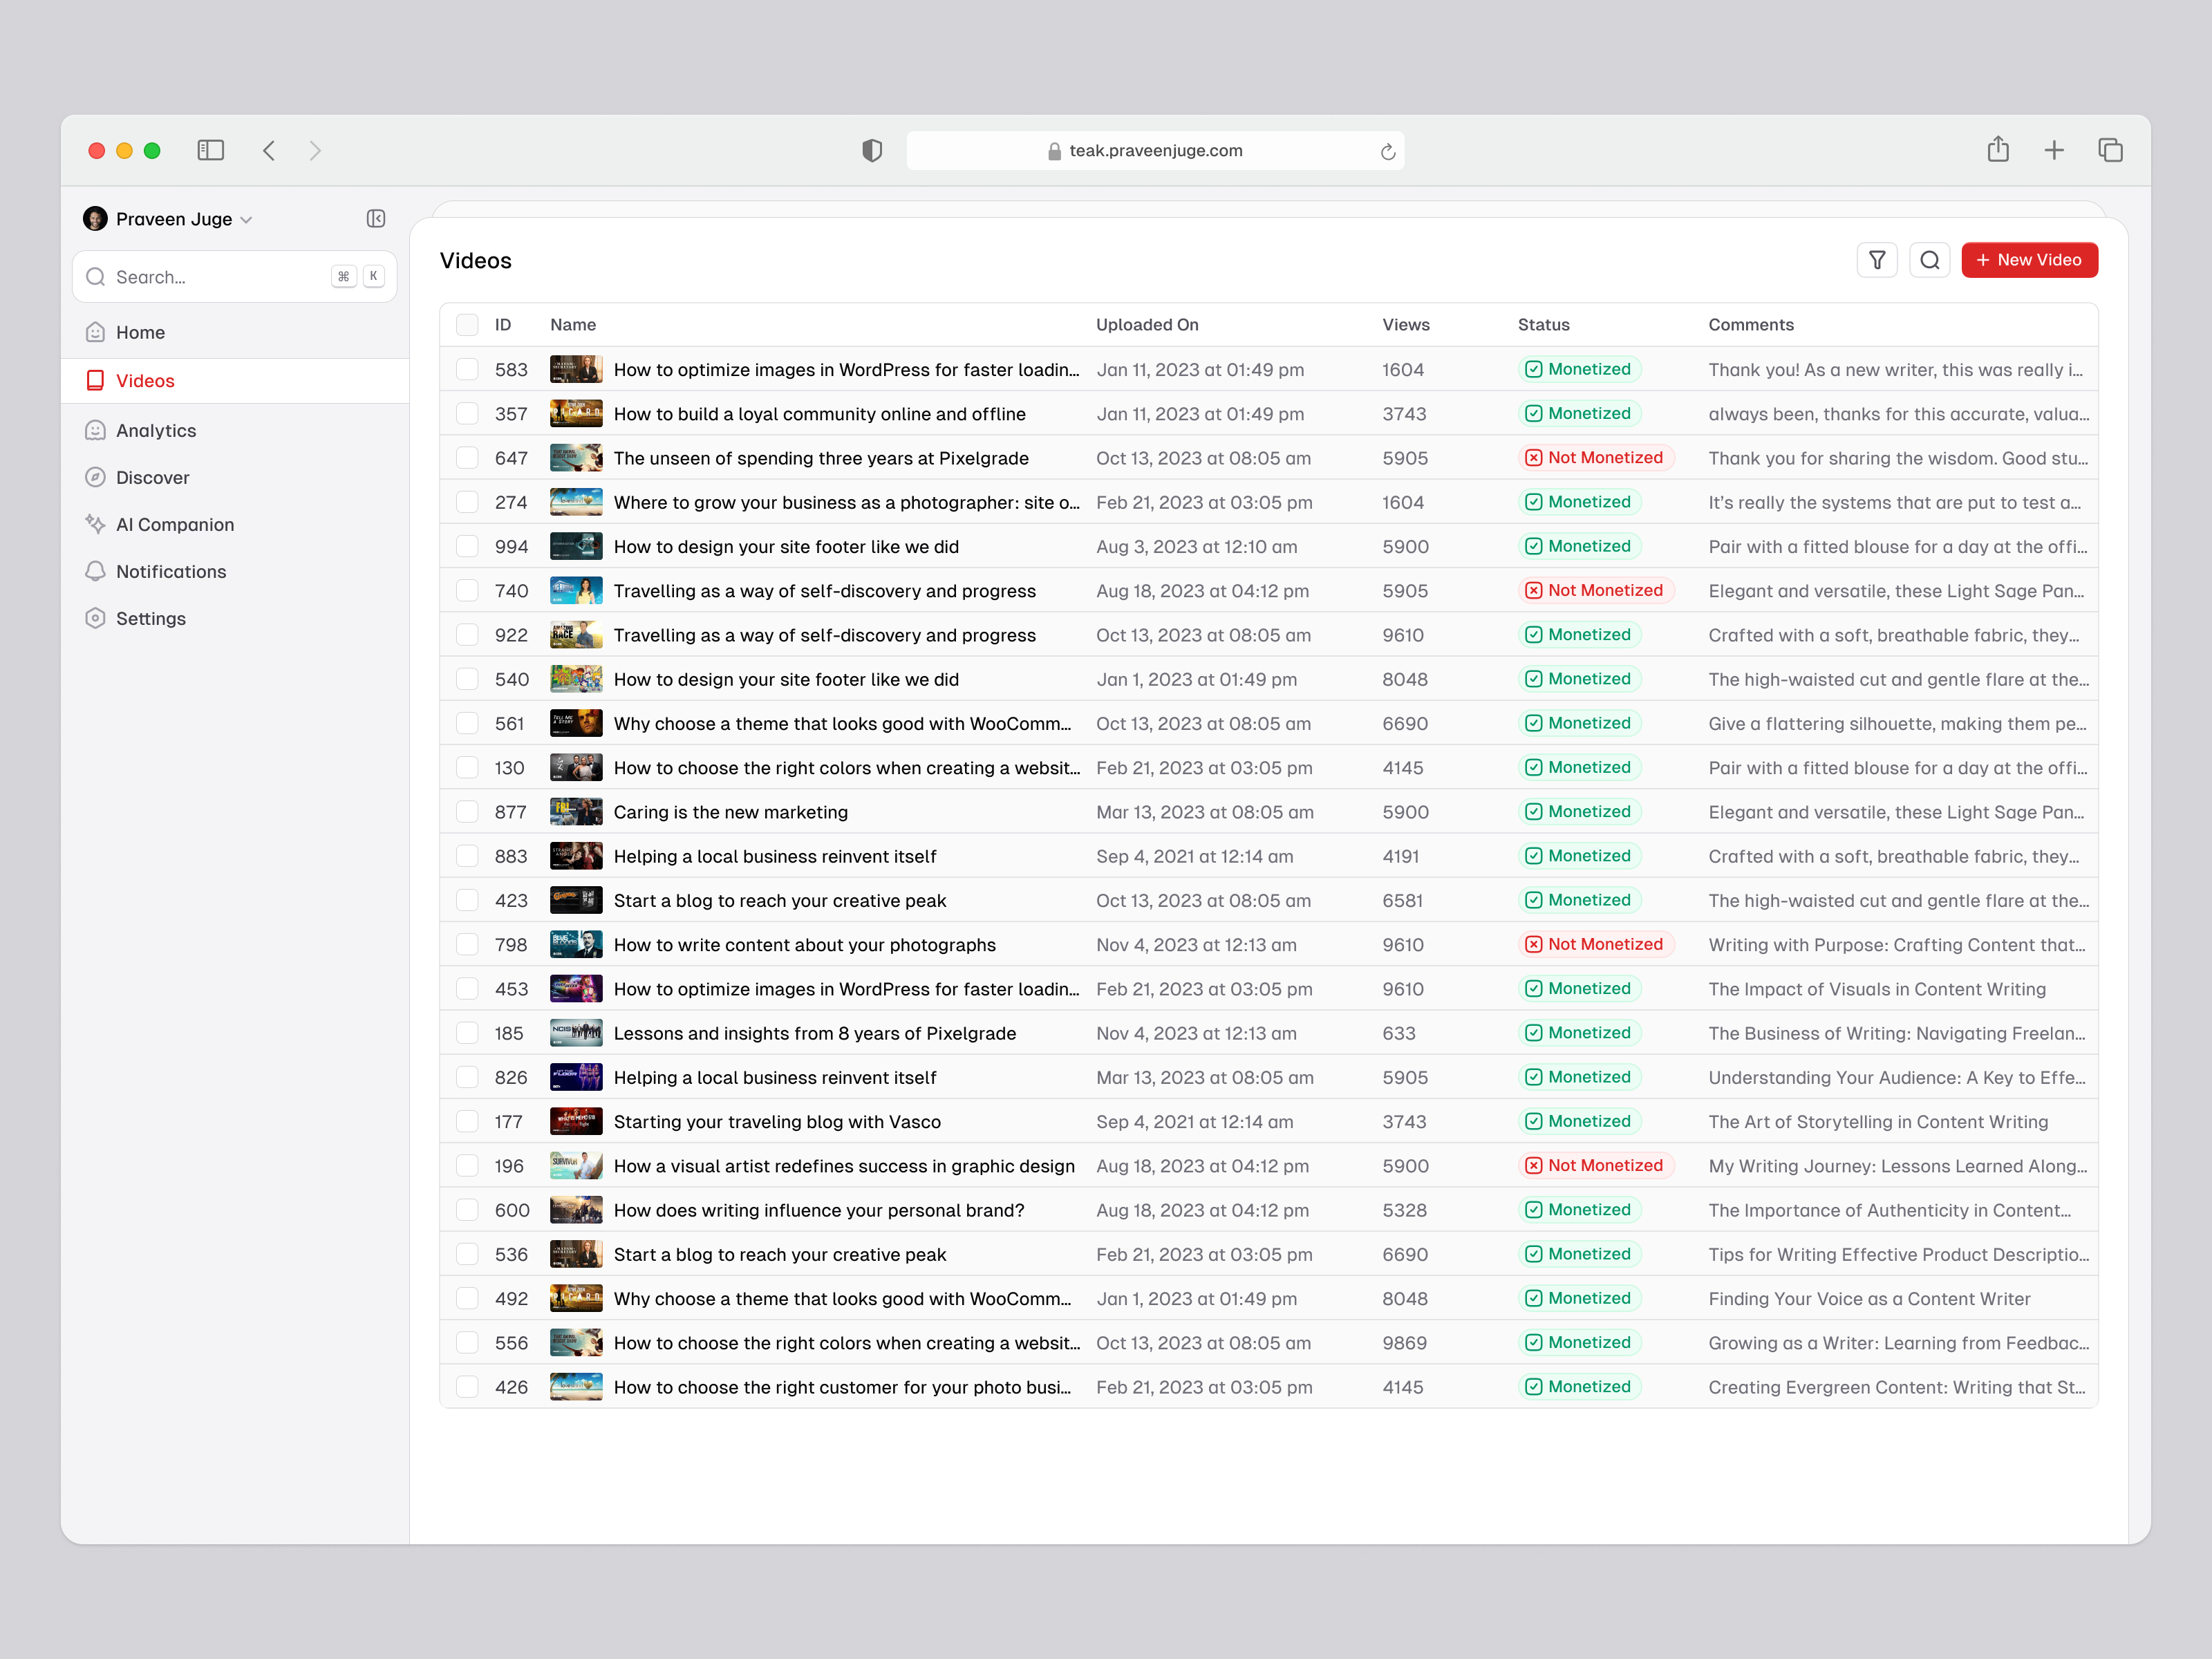 teak.praveenjuge.com
Praveen Juge
Search...
⌘ K
Home
Videos
Analytics
Discover
AI Companion
Notifications
Settings
Videos
+ New Video
ID Name Uploaded On Views Status Comments
583 How to optimize images in WordPress for faster loadin... Jan 11, 2023 at 01:49 pm 1604 Monetized Thank you! As a new writer, this was really i...
357 How to build a loyal community online and offline Jan 11, 2023 at 01:49 pm 3743 Monetized always been, thanks for this accurate, valua...
647 The unseen of spending three years at Pixelgrade Oct 13, 2023 at 08:05 am 5905 Not Monetized Thank you for sharing the wisdom. Good stu...
274 Where to grow your business as a photographer: site o... Feb 21, 2023 at 03:05 pm 1604 Monetized It's really the systems that are put to test a...
994 How to design your site footer like we did Aug 3, 2023 at 12:10 am 5900 Monetized Pair with a fitted blouse for a day at the offi...
740 Travelling as a way of self-discovery and progress Aug 18, 2023 at 04:12 pm 5905 Not Monetized Elegant and versatile, these Light Sage Pan...
922 Travelling as a way of self-discovery and progress Oct 13, 2023 at 08:05 am 9610 Monetized Crafted with a soft, breathable fabric, they...
540 How to design your site footer like we did Jan 1, 2023 at 01:49 pm 8048 Monetized The high-waisted cut and gentle flare at the...
561 Why choose a theme that looks good with WooComm... Oct 13, 2023 at 08:05 am 6690 Monetized Give a flattering silhouette, making them pe...
130 How to choose the right colors when creating a websit... Feb 21, 2023 at 03:05 pm 4145 Monetized Pair with a fitted blouse for a day at the offi...
877 Caring is the new marketing Mar 13, 2023 at 08:05 am 5900 Monetized Elegant and versatile, these Light Sage Pan...
883 Helping a local business reinvent itself Sep 4, 2021 at 12:14 am 4191 Monetized Crafted with a soft, breathable fabric, they...
423 Start a blog to reach your creative peak Oct 13, 2023 at 08:05 am 6581 Monetized The high-waisted cut and gentle flare at the...
798 How to write content about your photographs Nov 4, 2023 at 12:13 am 9610 Not Monetized Writing with Purpose: Crafting Content that...
453 How to optimize images in WordPress for faster loadin... Feb 21, 2023 at 03:05 pm 9610 Monetized The Impact of Visuals in Content Writing
185 Lessons and insights from 8 years of Pixelgrade Nov 4, 2023 at 12:13 am 633 Monetized The Business of Writing: Navigating Freelan...
826 Helping a local business reinvent itself Mar 13, 2023 at 08:05 am 5905 Monetized Understanding Your Audience: A Key to Effe...
177 Starting your traveling blog with Vasco Sep 4, 2021 at 12:14 am 3743 Monetized The Art of Storytelling in Content Writing
196 How a visual artist redefines success in graphic design Aug 18, 2023 at 04:12 pm 5900 Not Monetized My Writing Journey: Lessons Learned Along...
600 How does writing influence your personal brand? Aug 18, 2023 at 04:12 pm 5328 Monetized The Importance of Authenticity in Content...
536 Start a blog to reach your creative peak Feb 21, 2023 at 03:05 pm 6690 Monetized Tips for Writing Effective Product Descriptio...
492 Why choose a theme that looks good with WooComm... Jan 1, 2023 at 01:49 pm 8048 Monetized Finding Your Voice as a Content Writer
556 How to choose the right colors when creating a websit... Oct 13, 2023 at 08:05 am 9869 Monetized Growing as a Writer: Learning from Feedbac...
426 How to choose the right customer for your photo busi... Feb 21, 2023 at 03:05 pm 4145 Monetized Creating Evergreen Content: Writing that St...